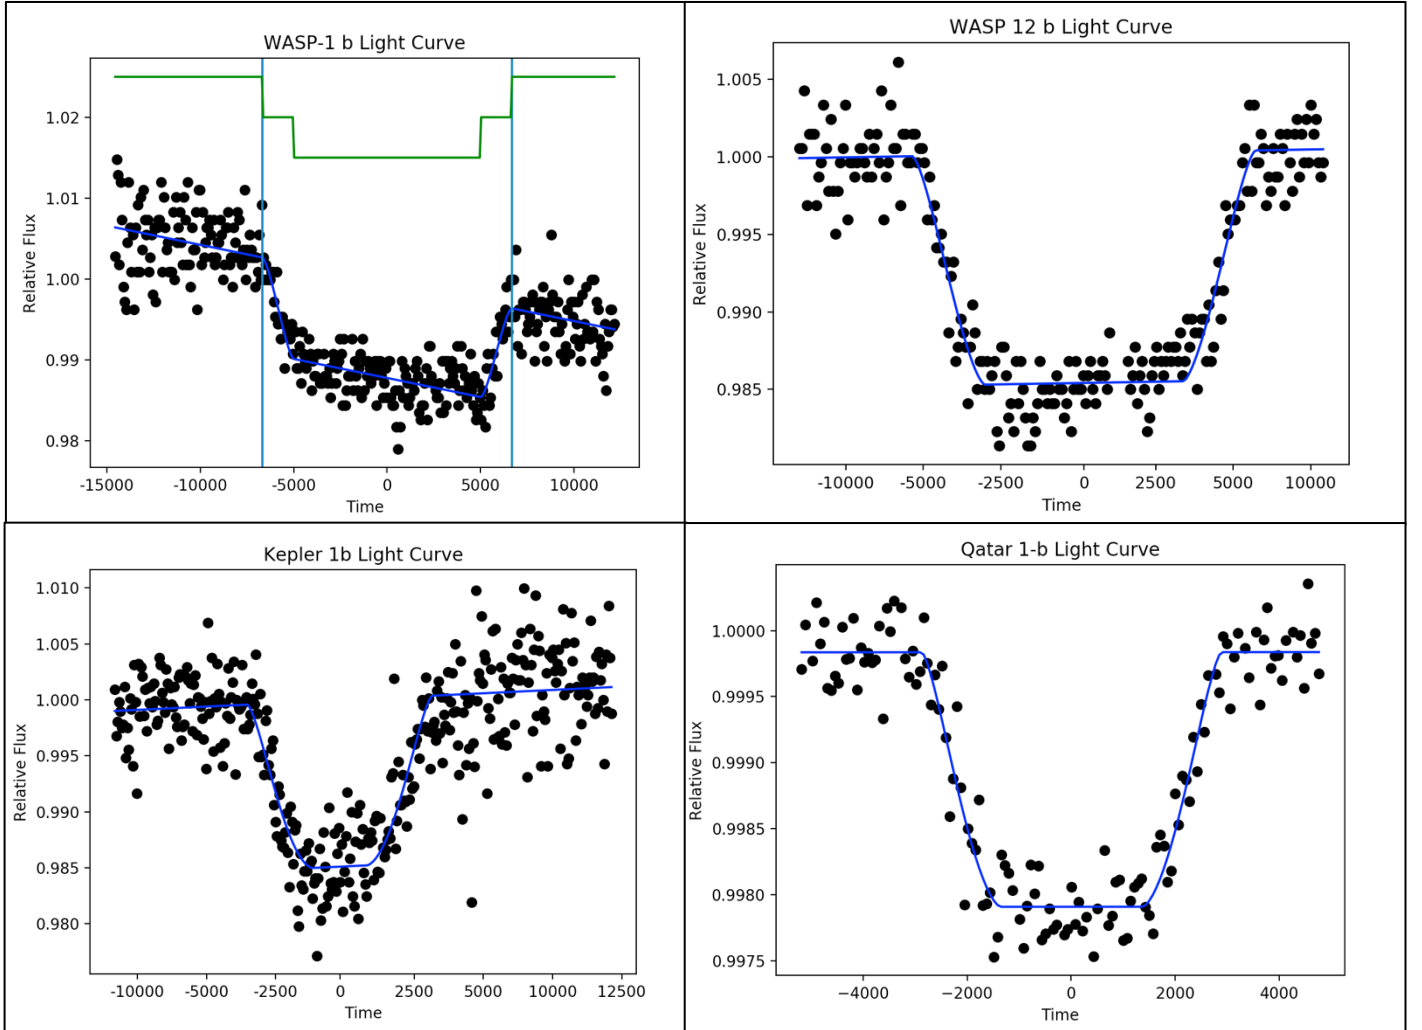 WASP-1 b Light Curve
1.02
1.01
1.00
0.99
0.98
Relative Flux
-15000 -10000 -5000 0 5000 10000
Time
WASP 12 b Light Curve
1.005
1.000
0.995
0.990
0.985
Relative Flux
-10000 -5000 -2500 0 2500 5000 10000
Time
Kepler 1b Light Curve
1.010
1.005
1.000
0.995
0.990
0.985
0.980
Relative Flux
-10000 -5000 -2500 0 2500 5000 10000 12500
Time
Qatar 1-b Light Curve
1.0000
0.9995
0.9990
0.9985
0.9980
0.9975
Relative Flux
−4000 −2000 0 2000 4000
Time